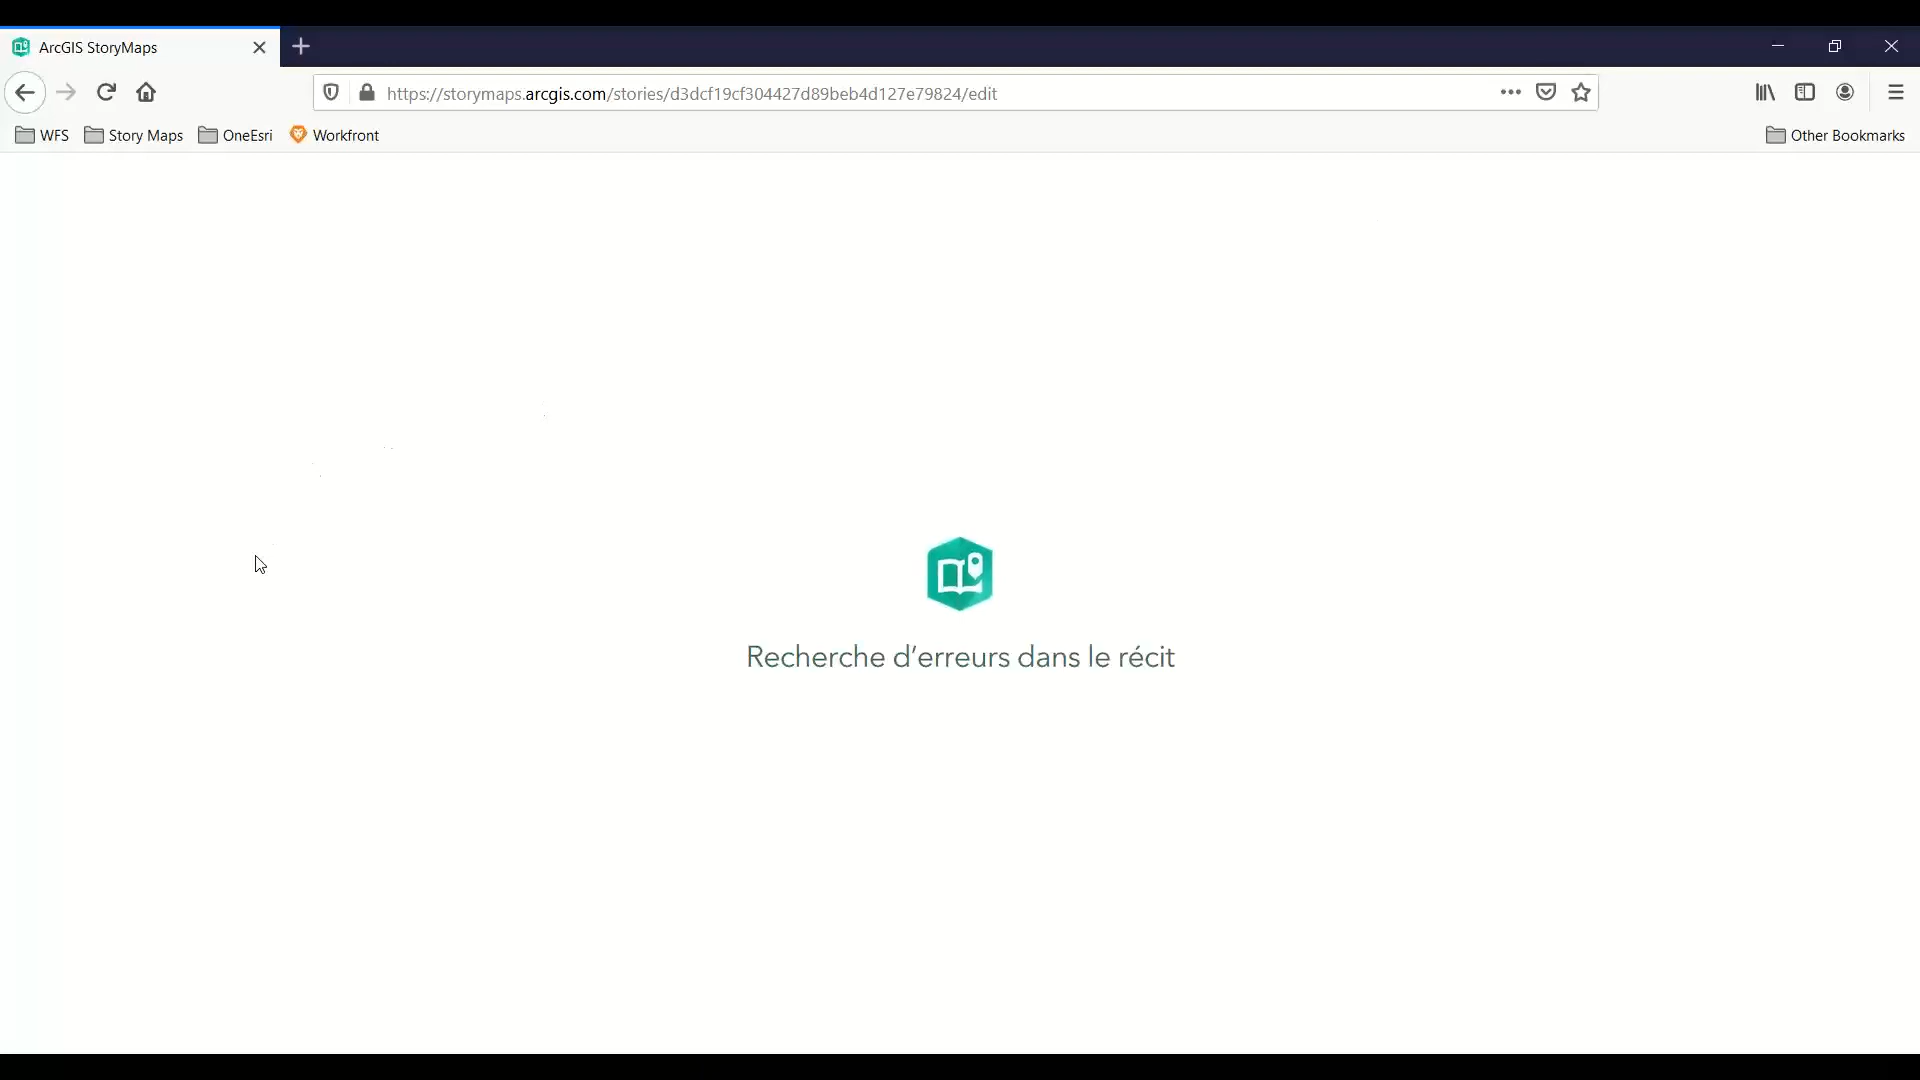 ArcGIS StoryMaps
https://storymaps.arcgis.com/stories/d3dcf19cf304427d89beb4d127e79824/edit
WFS Story Maps OneEsri Workfront Other Bookmarks
Recherche d'erreurs dans le récit